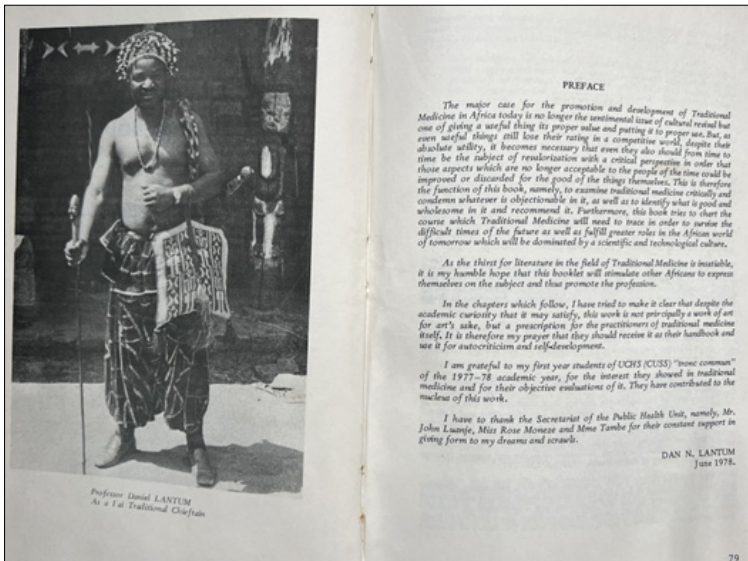 Professor Daniel LANTUM
As a Fai Traditional Chieftain
PREFACE
The major case for the promotion and development of Traditional
Medicine in Africa today is no longer the sentimental issue of cultural revival but
one of giving a useful thing its proper value and putting it to proper use. But, as
even useful things still lose their rating in a competitive world, despite their
absolute utility, it becomes necessary that even they also should from time to
time be the subject of revalorization with a critical perspective in order that
those aspects which are no longer acceptable to the people of the time could be
improved or discarded for the good of the things themselves. This is therefore
the function of this book, namely, to examine traditional medicine critically and
condemn whatever is objectionable in it, as well as to identify what is good and
wholesome in it and recommend it. Furthermore, this book tries to chart the
course which Traditional Medicine will need to trace in order to survive the
difficult times of the future as well as fulfill greater roles in the African world
of tomorrow which will be dominated by a scientific and technological culture.
As the thirst for literature in the field of Traditional Medicine is insatiable,
it is my humble hope that this booklet will stimulate other Africans to express
themselves on the subject and thus promote the profession.
In the chapters which follow, I have tried to make it clear that despite the
academic curiosity that it may satisfy, this work is not principally a work of art
for art's sake, but a prescription for the practitioners of traditional medicine
itself. It is therefore my prayer that they should receive it as their handbook and
use it for autocriticism and self-development.
I am grateful to my first year students of UCHS (CUSS) "tronc commun"
of the 1977-78 academic year, for the interest they showed in traditional
medicine and for their objective evaluations of it. They have contributed to the
nucleus of this work.
I have to thank the Secretariat of the Public Health Unit, namely, Mr.
John Luanje, Miss Rose Moneze and Mme Tambe for their constant support in
giving form to my dreams and scrawls.
DAN N. LANTUM
June 1978.
79